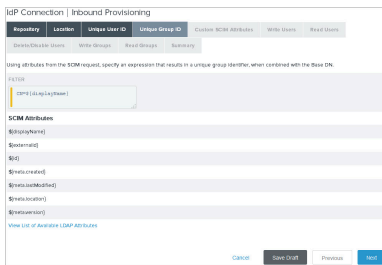 IdP Connection | Inbound Provisioning
Repository Location Unique User ID Unique Group ID Custom SCIM Attributes Write Users Read Users
Delete/Disable Users Write Groups Read Groups Summary
Using attributes from the SCIM request, specify an expression that results in a unique group identifier, when combined with the Base DN.
FILTER
CN=${displayName}
SCIM Attributes
${displayName}
${externalId}
${id}
${meta.created}
${meta.lastModified}
${meta.location}
${meta.version}
View List of Available LDAP Attributes
Cancel Save Draft Previous Next